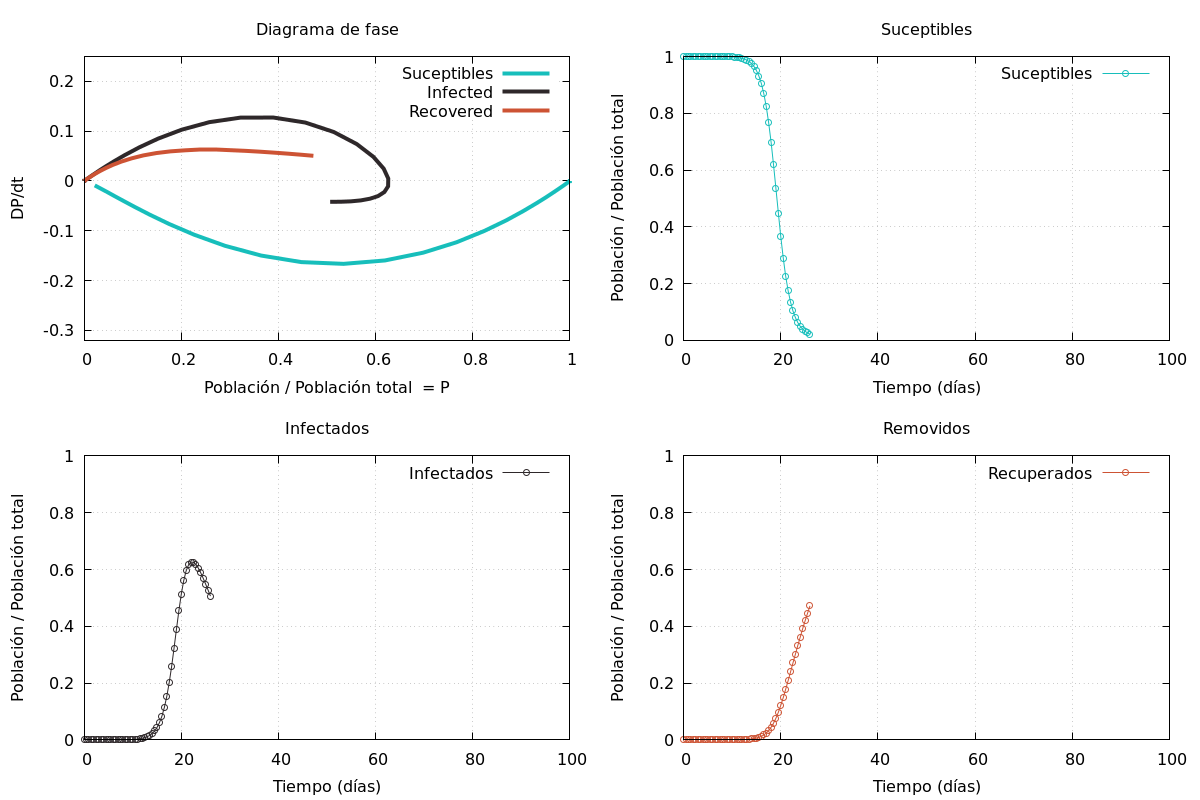 Diagrama de fase
Suceptibles
Infected
Recovered
0.2
0.1
0
-0.1
-0.2
-0.3
DP/dt
0 0.2 0.4 0.6 0.8 1
Población / Población total = P
Suceptibles
Suceptibles
1
0.8
0.6
0.4
0.2
0
Población / Población total
0 20 40 60 80 100
Tiempo (días)
Infectados
Infectados
1
0.8
0.6
0.4
0.2
0
Población / Población total
0 20 40 60 80 100
Tiempo (días)
Removidos
Recuperados
1
0.8
0.6
0.4
0.2
0
Población / Población total
0 20 40 60 80 100
Tiempo (días)